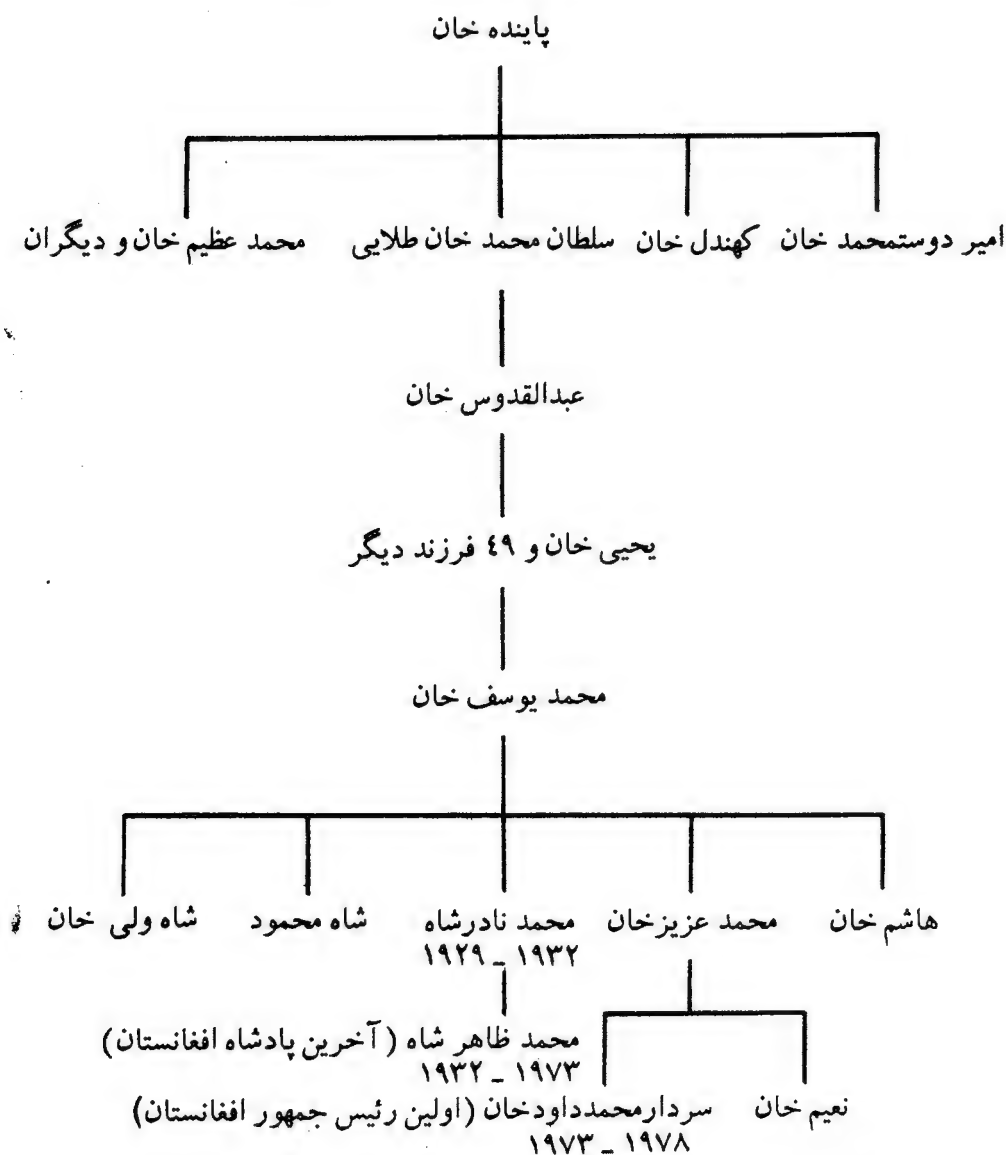 پاینده خان
امیر دوستمحمد خان کهندل خان سلطان محمد خان طلایی محمد عظیم خان و دیگران
عبدالقدوس خان
یحیی خان و ٤٩ فرزند دیگر
محمد یوسف خان
هاشم خان محمد عزیزخان محمد نادرشاه شاه محمود شاه ولی خان
۱۹۲۹ - ۱۹۳۲
محمد ظاهر شاه (آخرین پادشاه افغانستان)
۱۹۳۲ - ۱۹۷۳
نعیم خان سردارمحمدداودخان (اولین رئیس جمهور افغانستان)
۱۹۷۳ - ۱۹۷۸